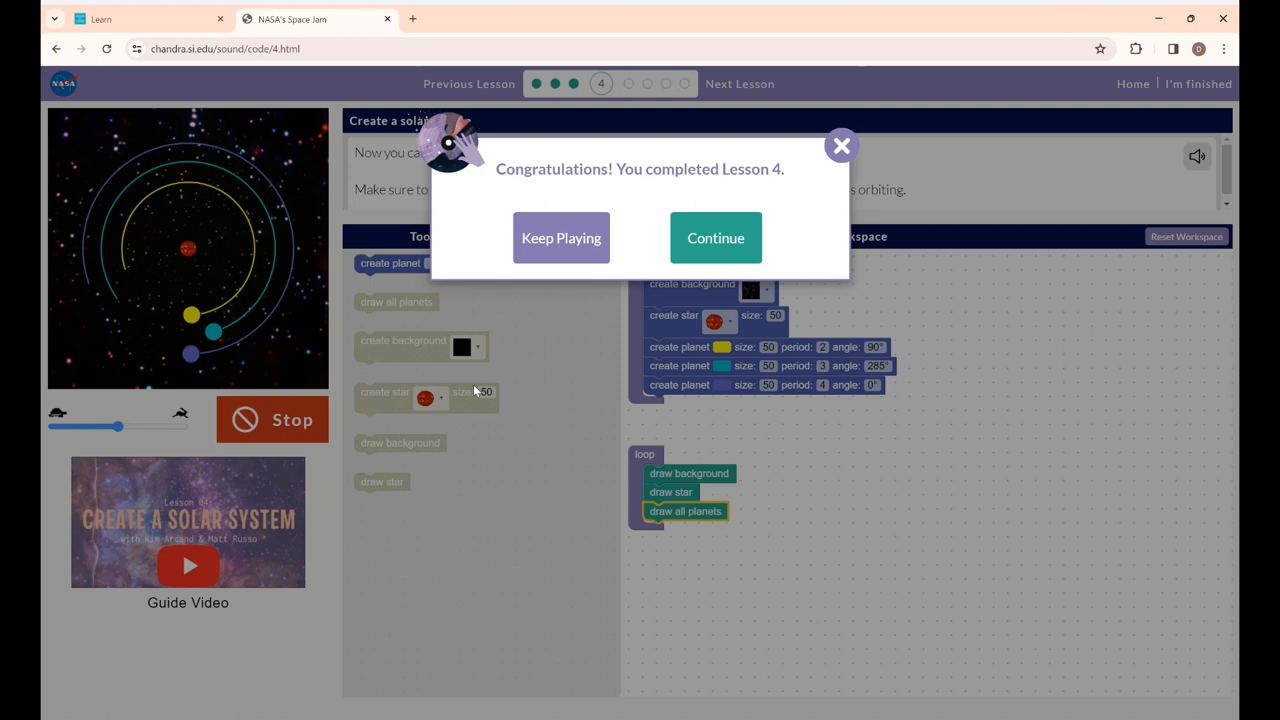 Learn
NASA's Space Jam
chandra.si.edu/sound/code/4.html
D
NASA
Previous Lesson
4
Next Lesson
Home
I'm finished
Create a sola
Now you ca
Make sure to
s orbiting.
Congratulations! You completed Lesson 4.
Keep Playing
Continue
Too
kspace
Reset Workspace
create planet
draw all planets
create background
create star size: 50
draw background
draw star
create background
create star size: 50
create planet size: 50 period: 2 angle: 90°
create planet size: 50 period: 3 angle: 285°
create planet size: 50 period: 4 angle: 0°
loop
draw background
draw star
draw all planets
Stop
Lesson 04:
CREATE A SOLAR SYSTEM
with Kim Arcand & Matt Russo
Guide Video